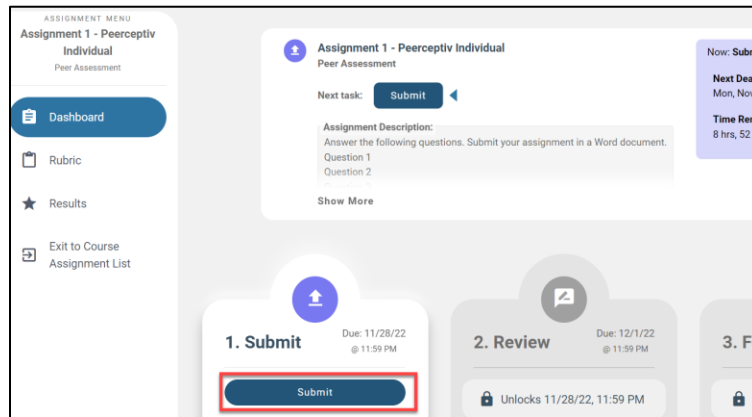 ASSIGNMENT MENU
Assignment 1 - Peerceptiv
Individual
Peer Assessment
Dashboard
Rubric
Results
Exit to Course
Assignment List
Assignment 1 - Peerceptiv Individual
Peer Assessment
Next task:
Submit
Assignment Description:
Answer the following questions. Submit your assignment in a Word document.
Question 1
Question 2
Show More
Now: Subm
Next Dea
Mon, Nov
Time Re
8 hrs, 52
1. Submit
Due: 11/28/22
@ 11:59 PM
Submit
2. Review
Due: 12/1/22
@ 11:59 PM
Unlocks 11/28/22, 11:59 PM
3. F